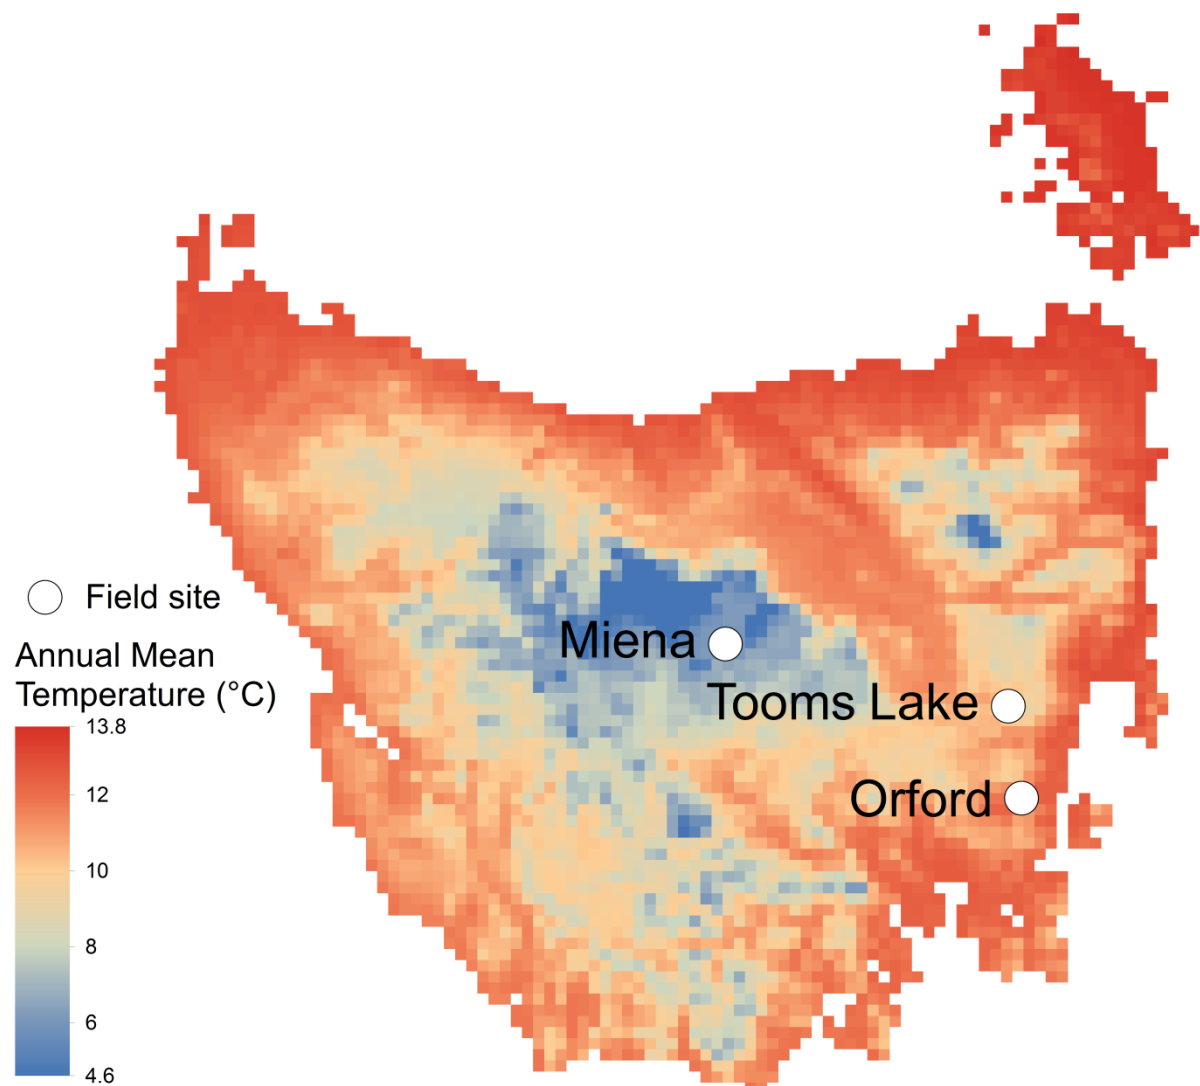 Field site
Miena
Annual Mean
Temperature (°C)
Tooms Lake
13.8
12
Orford
10
8
6
4.6